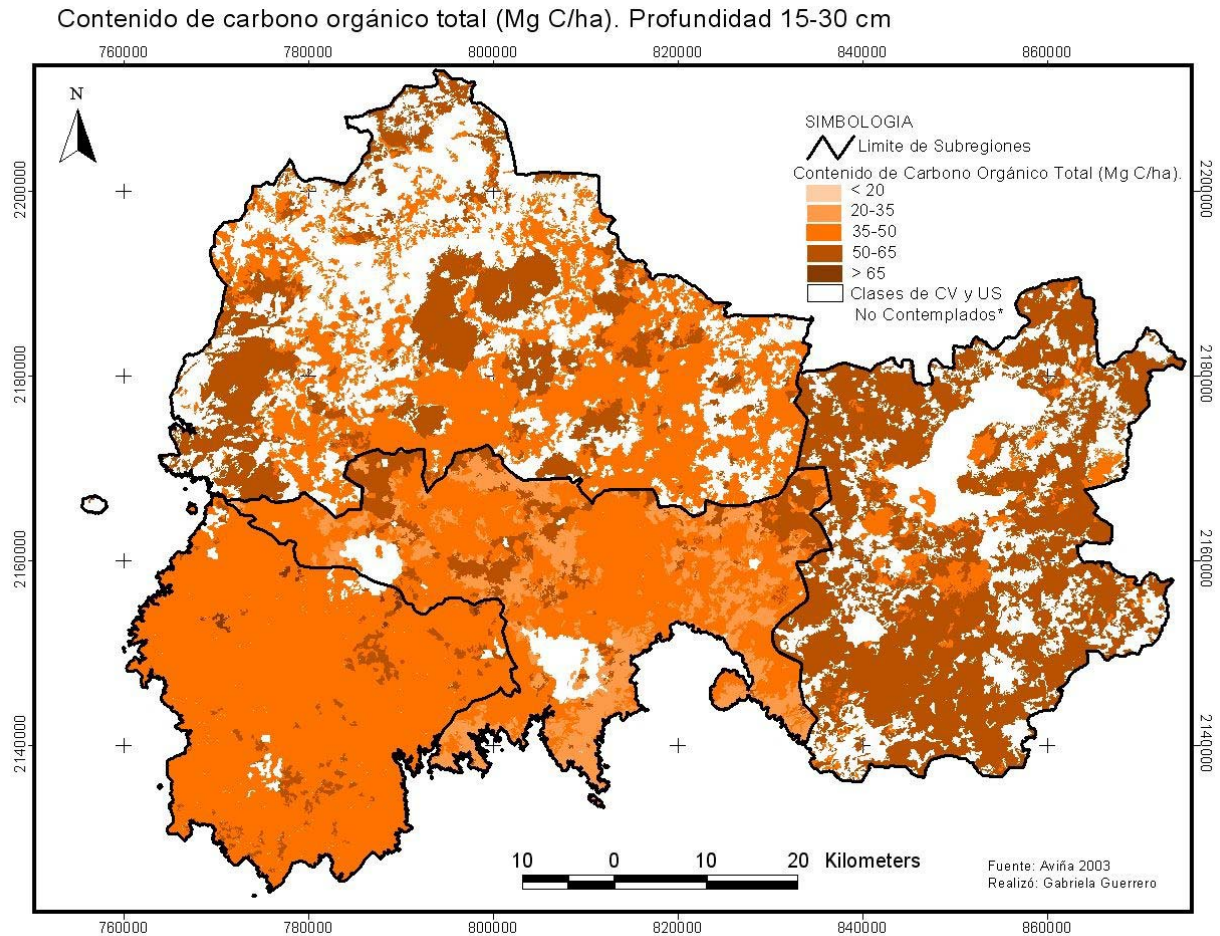 Contenido de carbono orgánico total (Mg C/ha). Profundidad 15-30 cm
760000 780000 800000 820000 840000 860000
N
SIMBOLOGIA
Limite de Subregiones
Contenido de Carbono Orgánico Total (Mg C/ha).
< 20
20-35
35-50
50-65
> 65
Clases de CV y US
No Contemplados*
2200000 2200000
2180000 2180000
2160000 2160000
2140000 2140000
10 0 10 20 Kilometers
Fuente: Aviña 2003
Realizó: Gabriela Guerrero
760000 780000 800000 820000 840000 860000